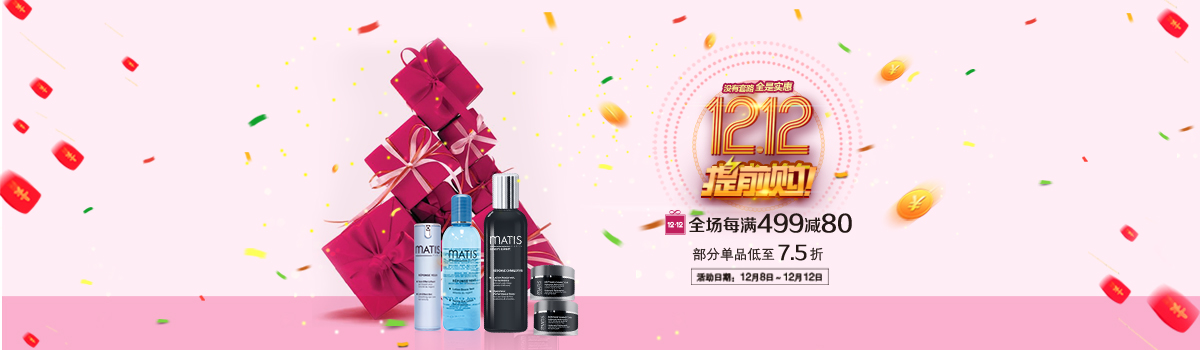 没有套路 全是实惠
12.12
提前购!
12·12 全场每满499减80
部分单品低至 7.5 折
活动日期：12月8日 ~ 12月12日
MATIS
MATIS
MATIS
¥
¥
¥